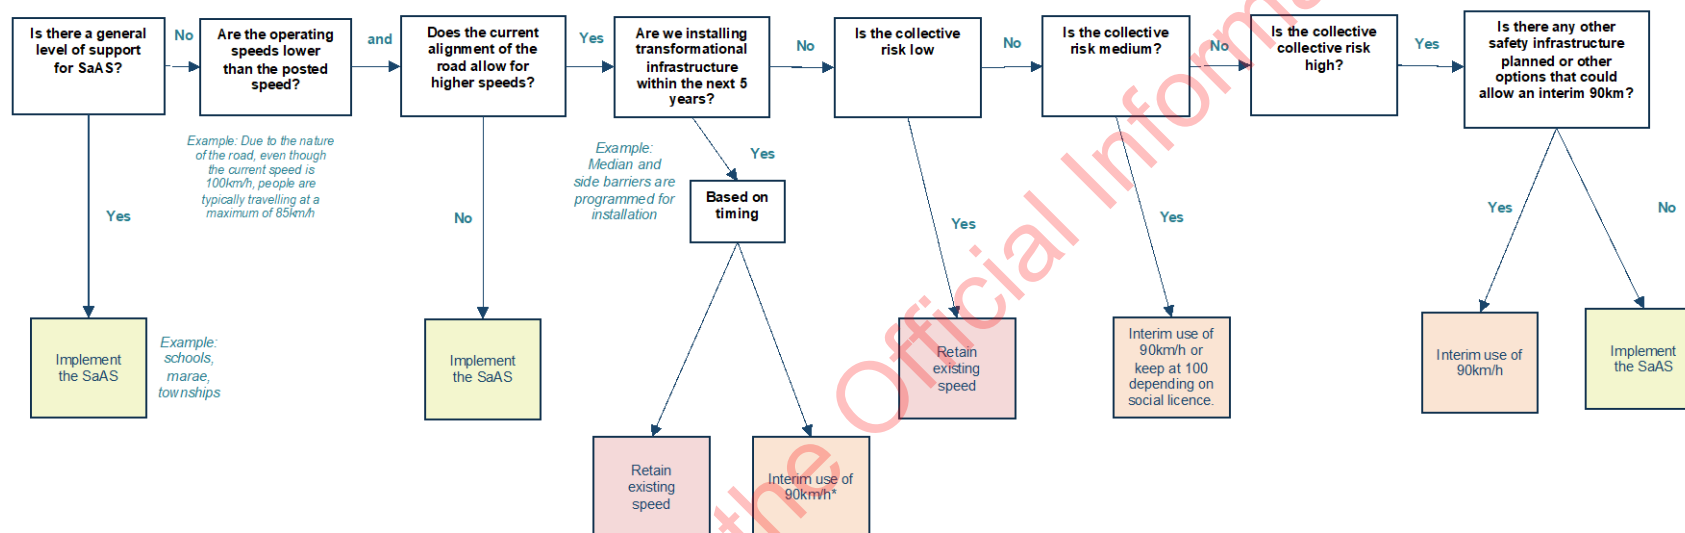 Is there a general
level of support
for SaAS?
No
Are the operating
speeds lower
than the posted
speed?
and
Does the current
alignment of the
road allow for
higher speeds?
Yes
Are we installing
transformational
infrastructure
within the next 5
years?
No
Is the collective
risk low
No
Is the collective
risk medium?
No
Is the collective
collective risk
high?
Yes
Is there any other
safety infrastructure
planned or other
options that could
allow an interim 90km?
Example: Due to the nature
of the road, even though
the current speed is
100km/h, people are
typically travelling at a
maximum of 85km/h
Example:
Median and
side barriers are
programmed for
installation
Yes
Based on
timing
Yes
No
Yes
Yes
Yes
No
Implement
the SaAS
Example:
schools,
marae,
townships
Implement
the SaAS
Retain
existing
speed
Interim use of
90km/h*
Retain
existing
speed
Interim use of
90km/h or
keep at 100
depending on
social licence.
Interim use of
90km/h
Implement
the SaAS
the Official Informa